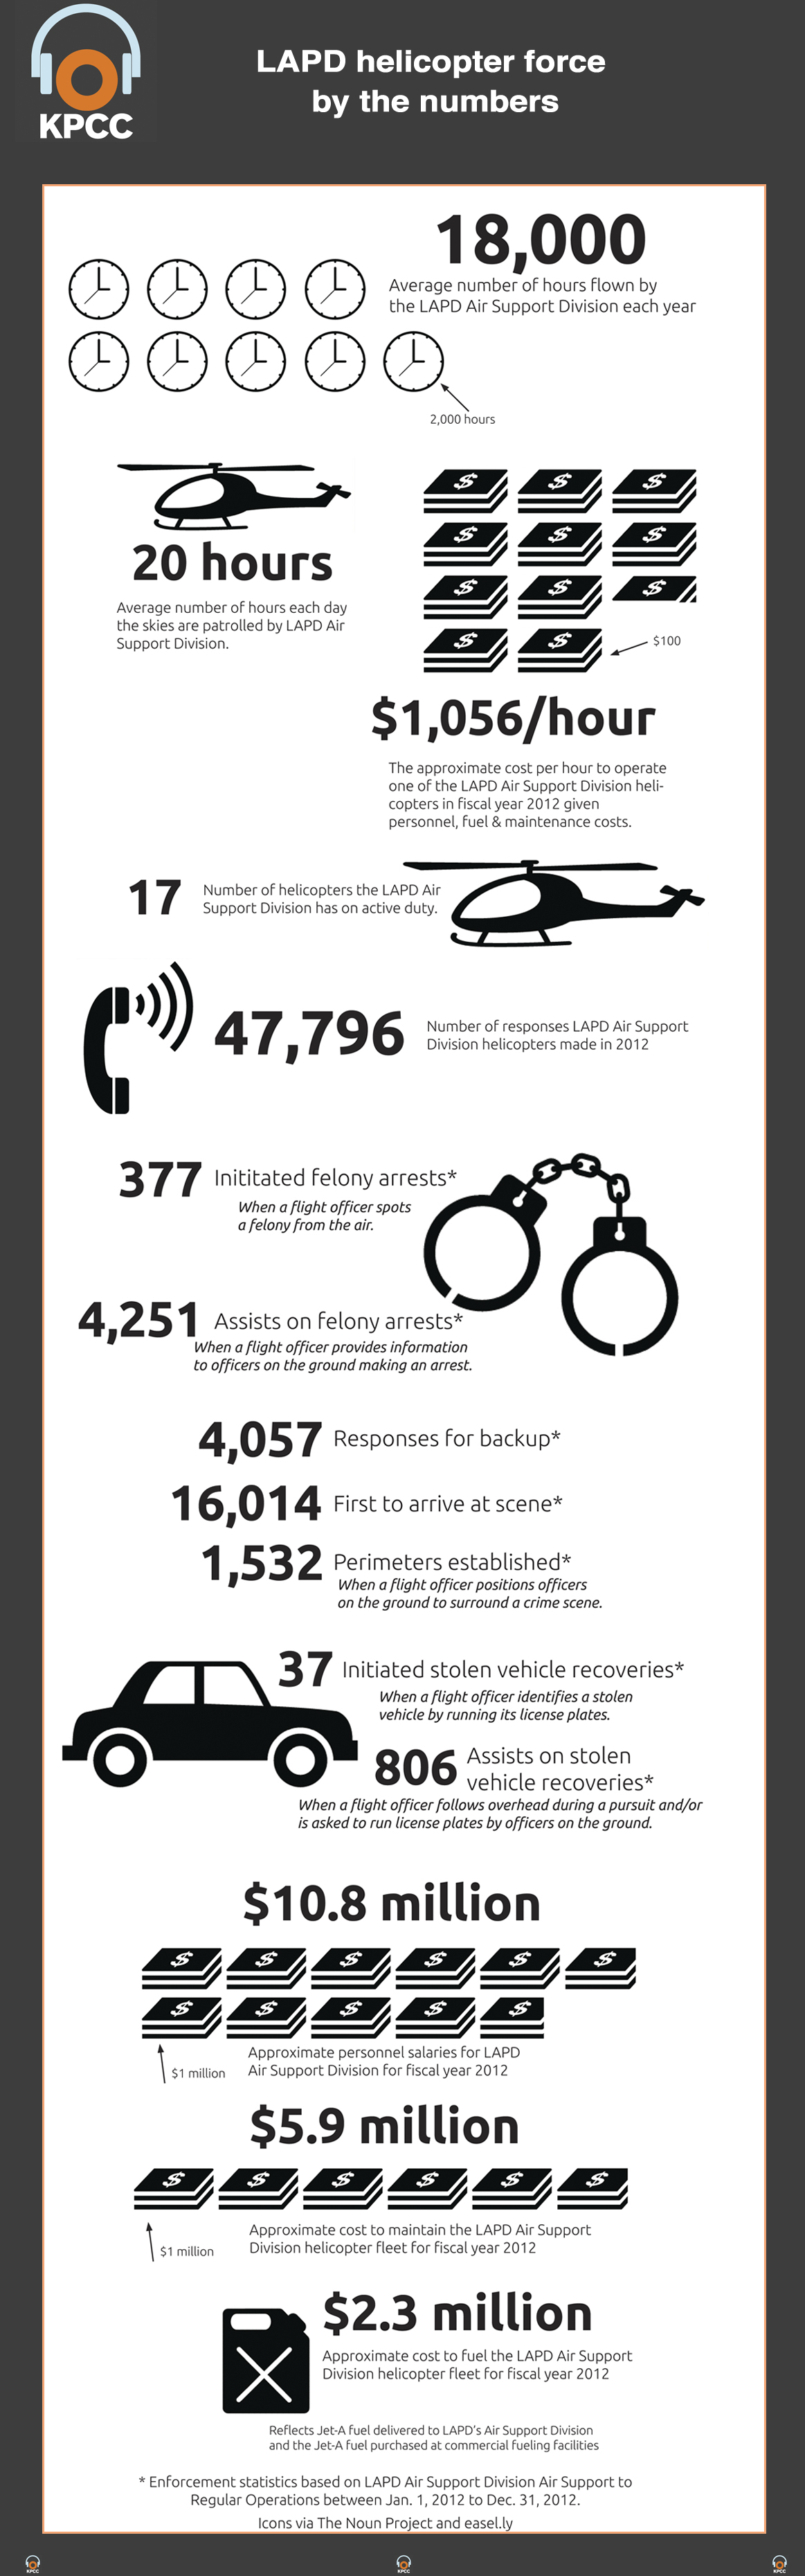 KPCC
LAPD helicopter force
by the numbers
18,000
Average number of hours flown by
the LAPD Air Support Division each year
2,000 hours
20 hours
Average number of hours each day
the skies are patrolled by LAPD Air
Support Division.
$ $ $
$ $ $
$ $ $
$ $
$100
$1,056/hour
The approximate cost per hour to operate
one of the LAPD Air Support Division heli-
copters in fiscal year 2012 given
personnel, fuel & maintenance costs.
17
Number of helicopters the LAPD Air
Support Division has on active duty.
47,796
Number of responses LAPD Air Support
Division helicopters made in 2012
377 Inititated felony arrests*
When a flight officer spots
a felony from the air.
4,251 Assists on felony arrests*
When a flight officer provides information
to officers on the ground making an arrest.
4,057 Responses for backup*
16,014 First to arrive at scene*
1,532 Perimeters established*
When a flight officer positions officers
on the ground to surround a crime scene.
37 Initiated stolen vehicle recoveries*
When a flight officer identifies a stolen
vehicle by running its license plates.
806 Assists on stolen
vehicle recoveries*
When a flight officer follows overhead during a pursuit and/or
is asked to run license plates by officers on the ground.
$10.8 million
$ $ $ $ $ $
$ $ $ $ $
$1 million
Approximate personnel salaries for LAPD
Air Support Division for fiscal year 2012
$5.9 million
$ $ $ $ $ $
$1 million
Approximate cost to maintain the LAPD Air Support
Division helicopter fleet for fiscal year 2012
$2.3 million
Approximate cost to fuel the LAPD Air Support
Division helicopter fleet for fiscal year 2012
Reflects Jet-A fuel delivered to LAPD's Air Support Division
and the Jet-A fuel purchased at commercial fueling facilities
* Enforcement statistics based on LAPD Air Support Division Air Support to
Regular Operations between Jan. 1, 2012 to Dec. 31, 2012.
Icons via The Noun Project and easel.ly
KPCC KPCC KPCC